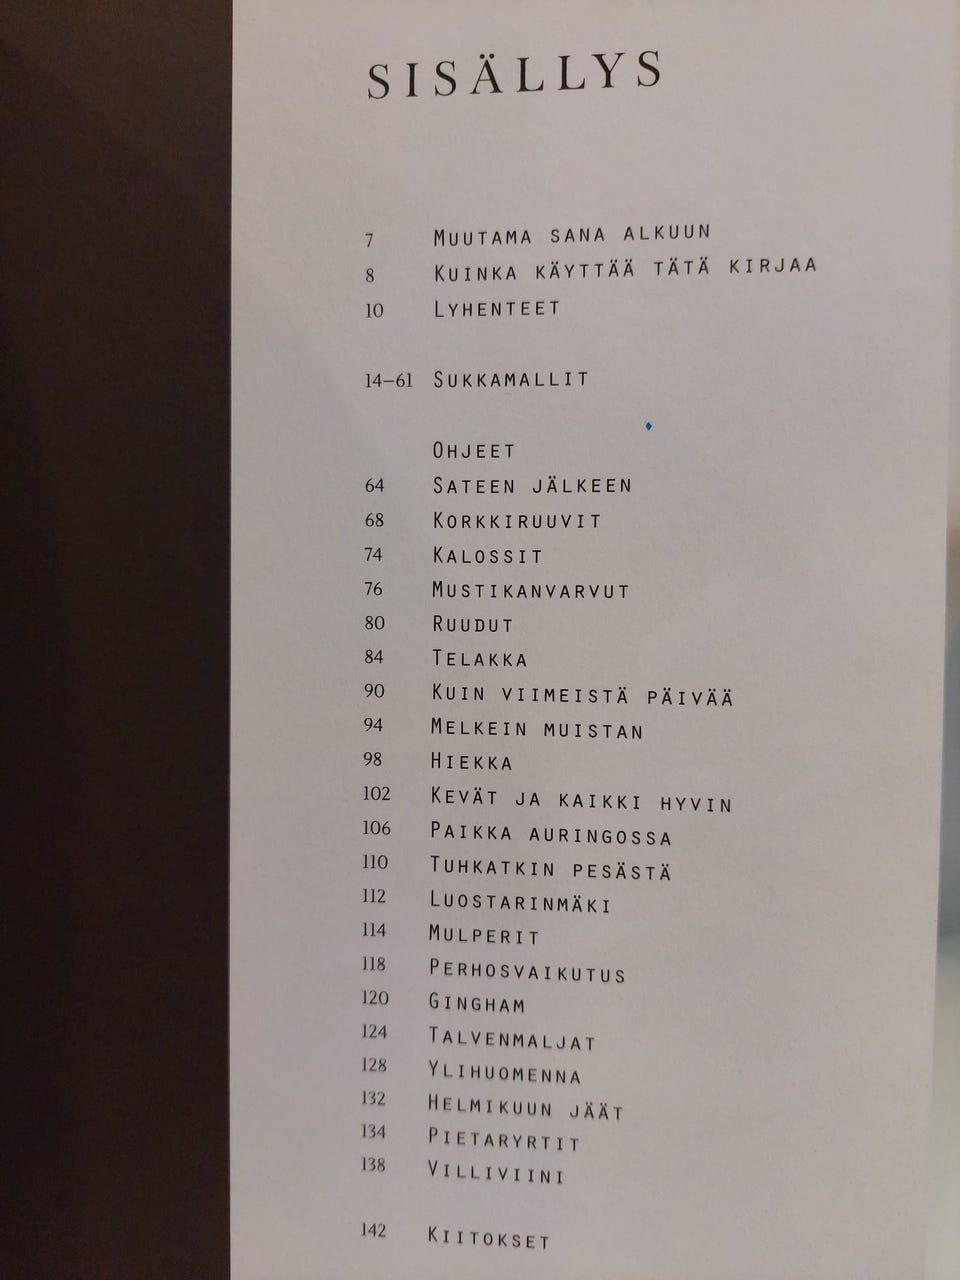 SISÄLLYS
7 MUUTAMA SANA ALKUUN
8 KUINKA KÄYTTÄÄ TÄTÄ KIRJAA
10 LYHENTEET
14–61 SUKKAMALLIT
OHJEET
64 SATEEN JÄLKEEN
68 KORKKIRUUVIT
74 KALOSSIT
76 MUSTIKANVARVUT
80 RUUDUT
84 TELAKKA
90 KUIN VIIMEISTÄ PÄIVÄÄ
94 MELKEIN MUISTAN
98 HIEKKA
102 KEVÄT JA KAIKKI HYVIN
106 PAIKKA AURINGOSSA
110 TUHKATKIN PESÄSTÄ
112 LUOSTARINMÄKI
114 MULPERIT
118 PERHOSVAIKUTUS
120 GINGHAM
124 TALVENMALJAT
128 YLIHUOMENNA
132 HELMIKUUN JÄÄT
134 PIETARYRTIT
138 VILLIVIINI
142 KIITOKSET